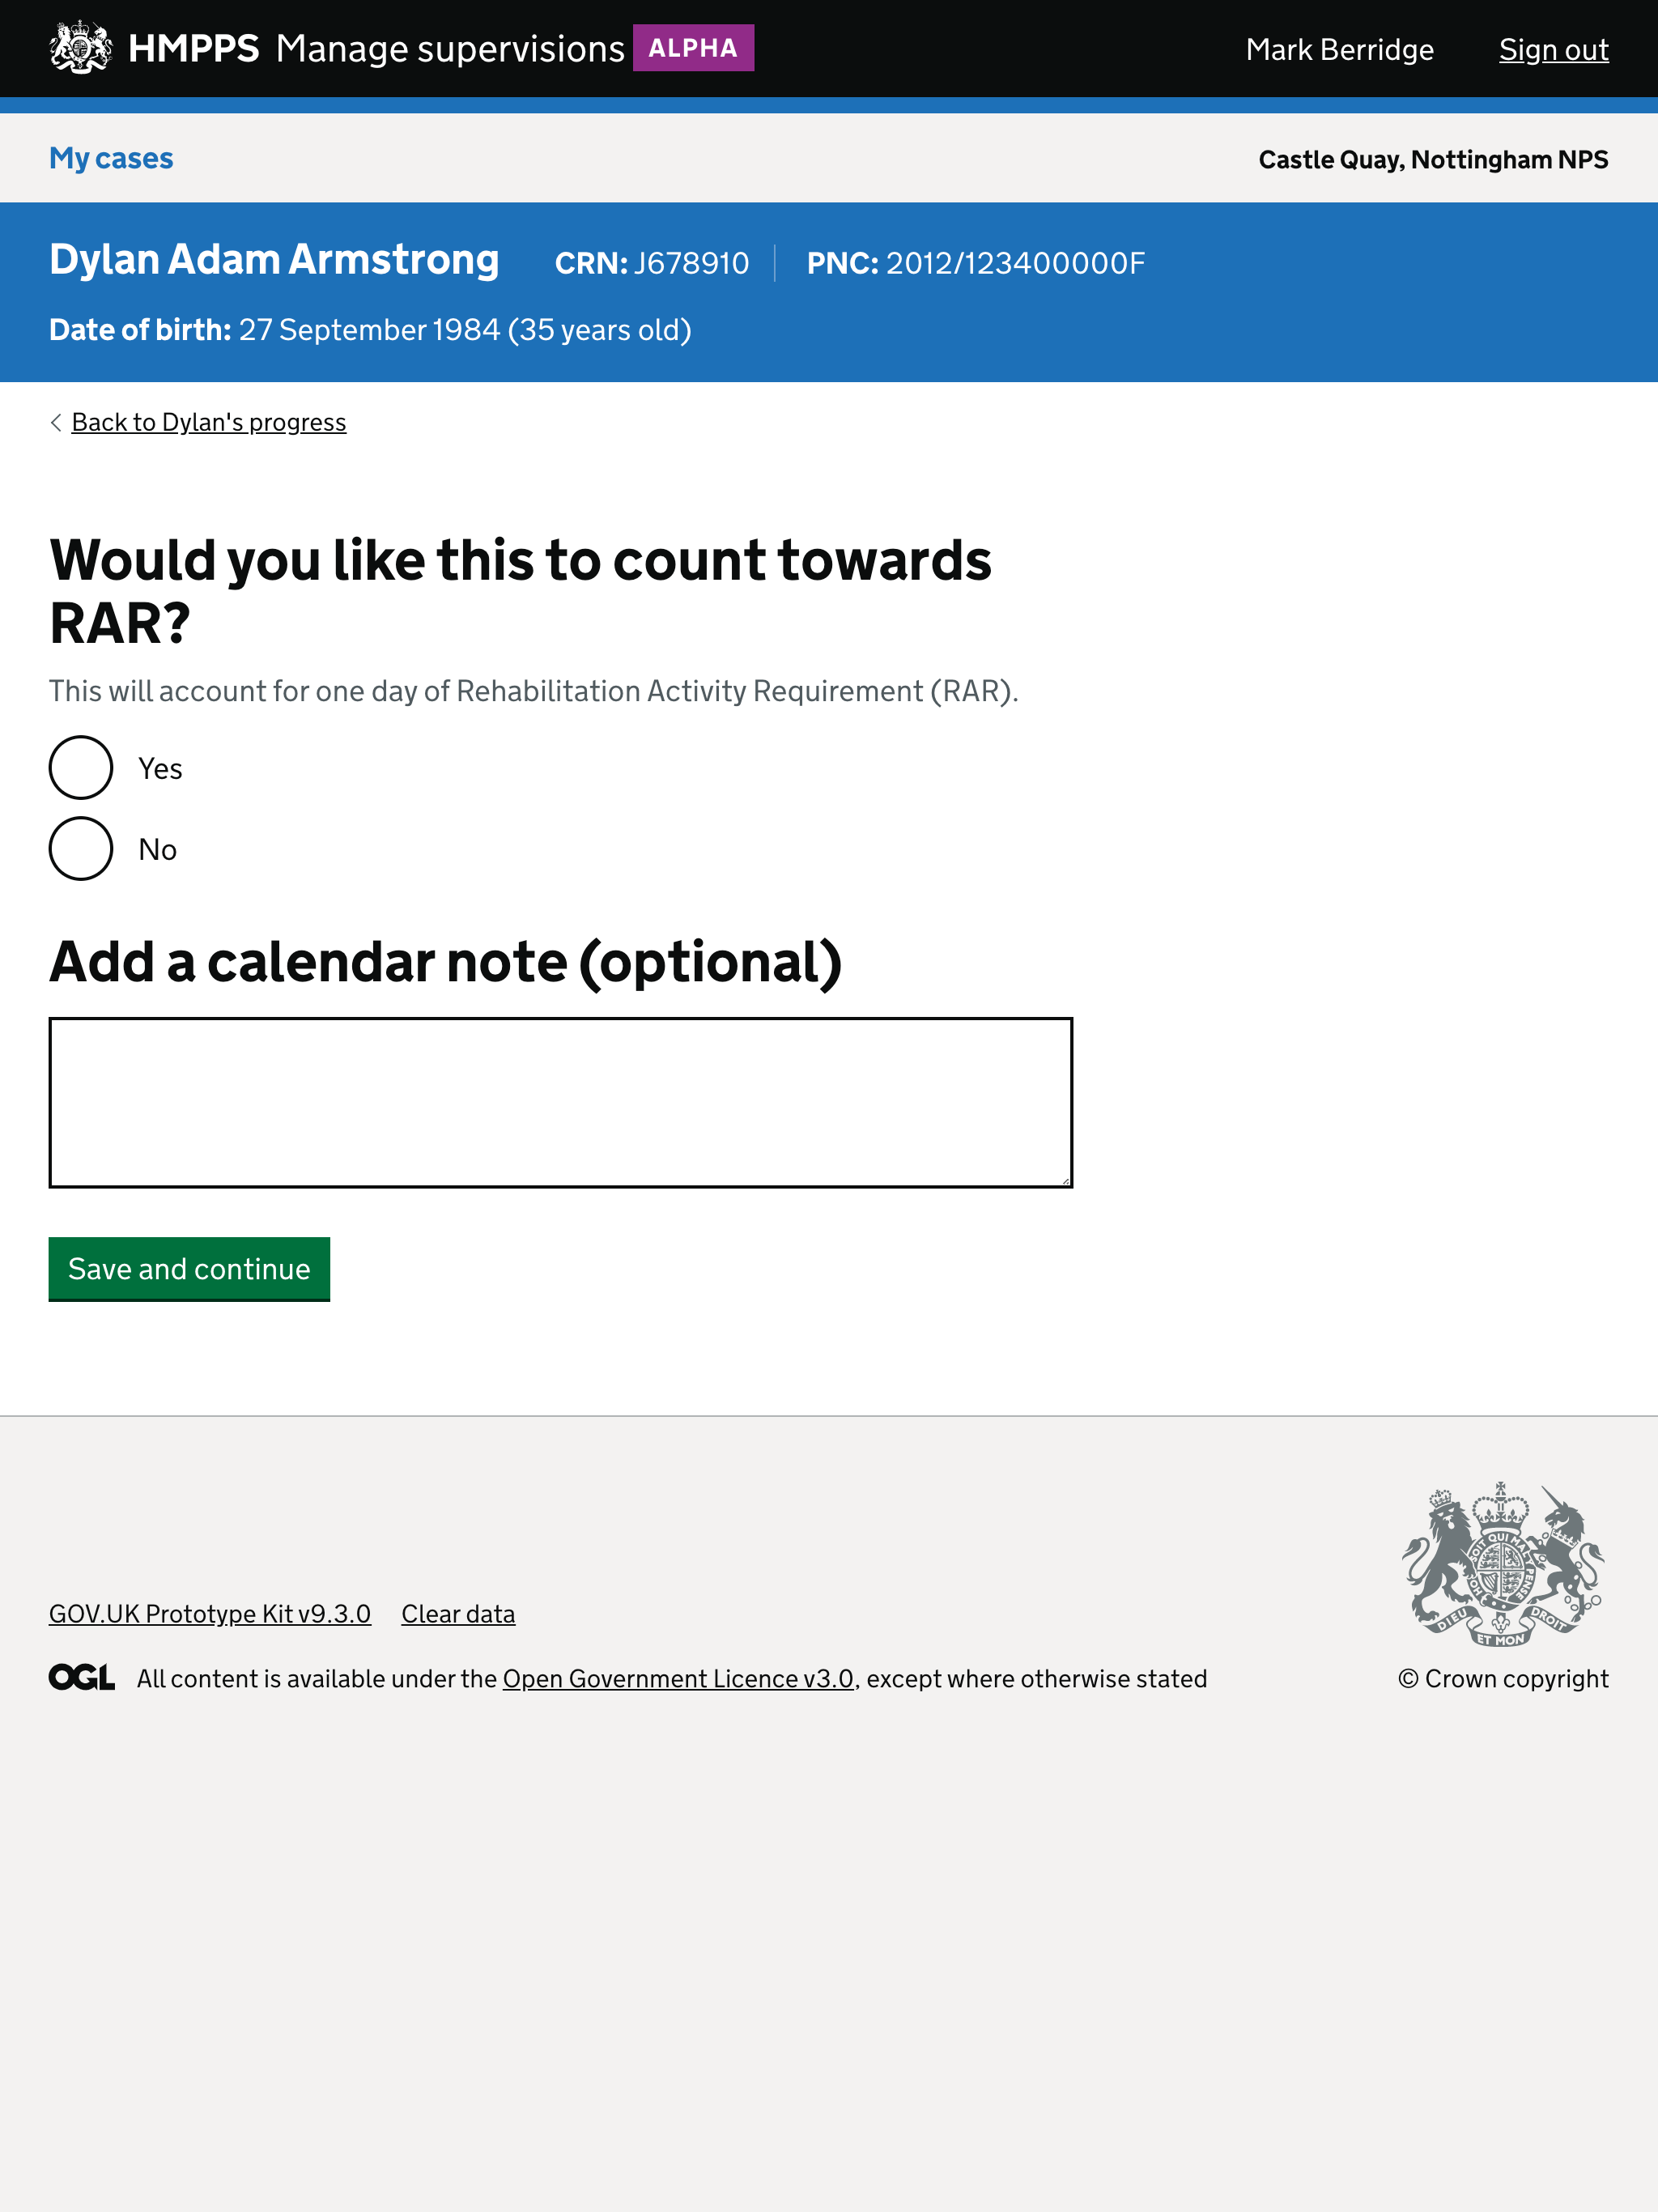 HMPPS Manage supervisions ALPHA Mark Berridge Sign out
My cases Castle Quay, Nottingham NPS
Dylan Adam Armstrong CRN: J678910 PNC: 2012/123400000F
Date of birth: 27 September 1984 (35 years old)
Back to Dylan's progress
Would you like this to count towards
RAR?
This will account for one day of Rehabilitation Activity Requirement (RAR).
Yes
No
Add a calendar note (optional)
Save and continue
GOV.UK Prototype Kit v9.3.0 Clear data
DIEU ET MON DROIT
OGL All content is available under the Open Government Licence v3.0, except where otherwise stated © Crown copyright